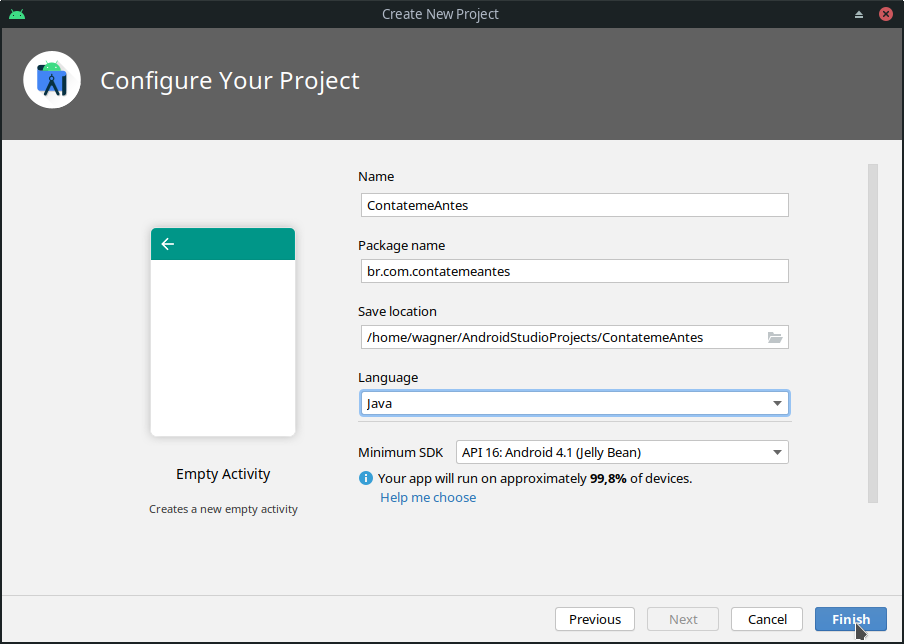 Create New Project
Configure Your Project
Name
ContatemeAntes
Package name
br.com.contatemeantes
Save location
/home/wagner/AndroidStudioProjects/ContatemeAntes
Language
Java
Minimum SDK API 16: Android 4.1 (Jelly Bean)
Your app will run on approximately 99,8% of devices.
Help me choose
Empty Activity
Creates a new empty activity
Previous Next Cancel Finish